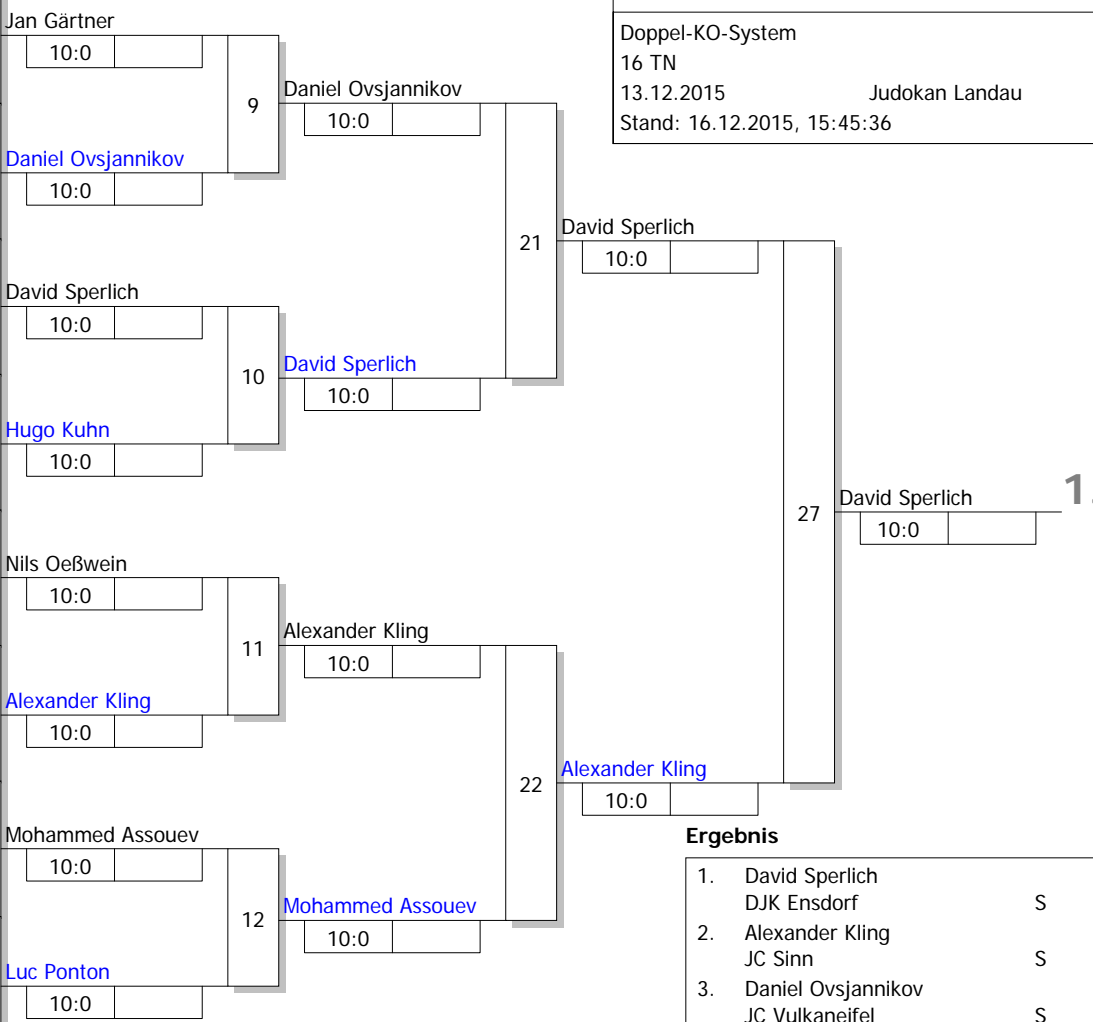 Jan Gärtner
10:0
9
Daniel Ovsjannikov
10:0
Daniel Ovsjannikov
10:0
David Sperlich
10:0
10
Hugo Kuhn
10:0
David Sperlich
10:0
21
David Sperlich
10:0
Nils Oeßwein
10:0
11
Alexander Kling
10:0
Alexander Kling
10:0
Mohammed Assouev
10:0
12
Luc Ponton
10:0
Mohammed Assouev
10:0
22
Alexander Kling
10:0
27
David Sperlich
10:0
1.
Doppel-KO-System
16 TN
13.12.2015 Judokan Landau
Stand: 16.12.2015, 15:45:36
Ergebnis
1. David Sperlich
DJK Ensdorf S
2. Alexander Kling
JC Sinn S
3. Daniel Ovsjannikov
JC Vulkaneifel S